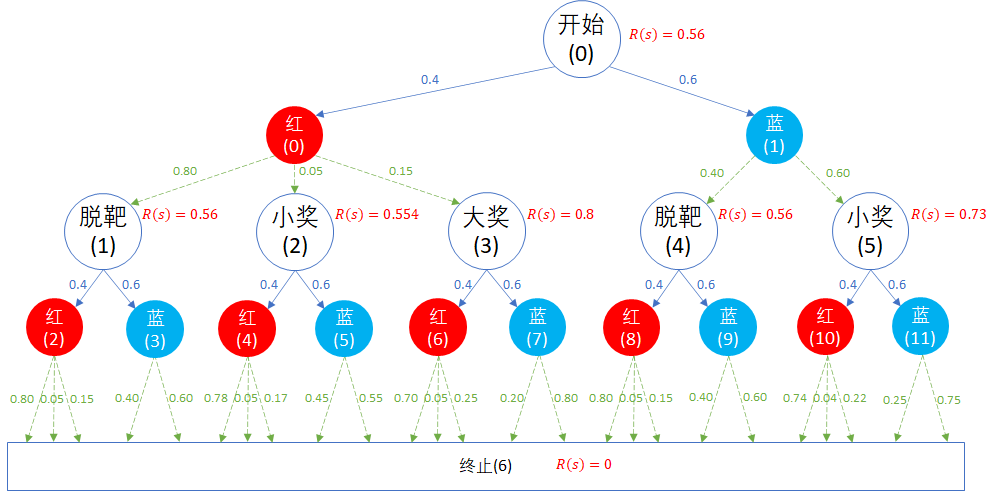 开始
(0)
R(s) = 0.56
0.4
0.6
红
(0)
蓝
(1)
0.80
0.05
0.15
0.40
0.60
脱靶
(1)
R(s) = 0.56
小奖
(2)
R(s) = 0.554
大奖
(3)
R(s) = 0.8
脱靶
(4)
R(s) = 0.56
小奖
(5)
R(s) = 0.73
0.4
0.6
0.4
0.6
0.4
0.6
0.4
0.6
0.4
0.6
红
(2)
蓝
(3)
红
(4)
蓝
(5)
红
(6)
蓝
(7)
红
(8)
蓝
(9)
红
(10)
蓝
(11)
0.80 0.05 0.15
0.40 0.60
0.78 0.05 0.17
0.45 0.55
0.70 0.05 0.25
0.20 0.80
0.80 0.05 0.15
0.40 0.60
0.74 0.04 0.22
0.25 0.75
终止(6) R(s) = 0